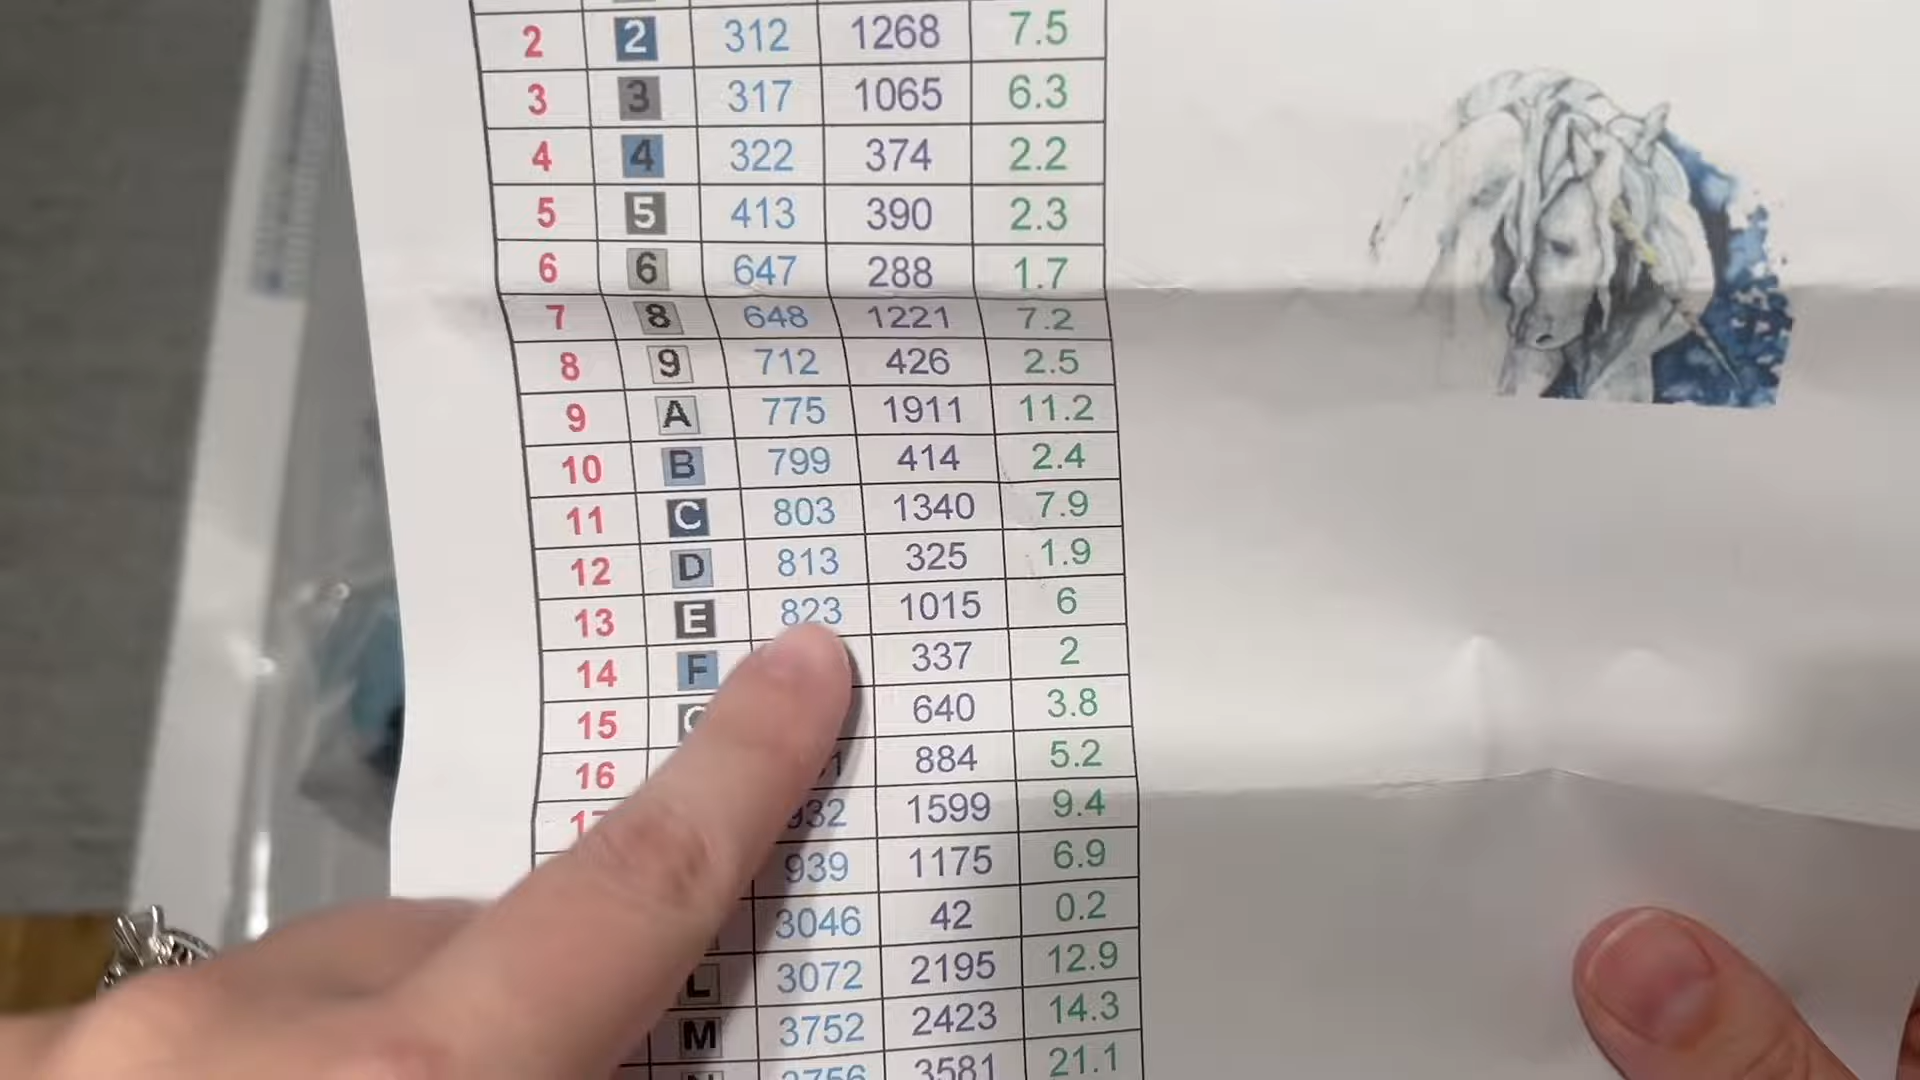 2 2 312 1268 7.5
3 3 317 1065 6.3
4 4 322 374 2.2
5 5 413 390 2.3
6 6 647 288 1.7
7 8 648 1221 7.2
8 9 712 426 2.5
9 A 775 1911 11.2
10 B 799 414 2.4
11 C 803 1340 7.9
12 D 813 325 1.9
13 E 823 1015 6
14 F 337 2
15 640 3.8
16 884 5.2
1599 9.4
939 1175 6.9
3046 42 0.2
L 3072 2195 12.9
M 3752 2423 14.3
3756 3581 21.1